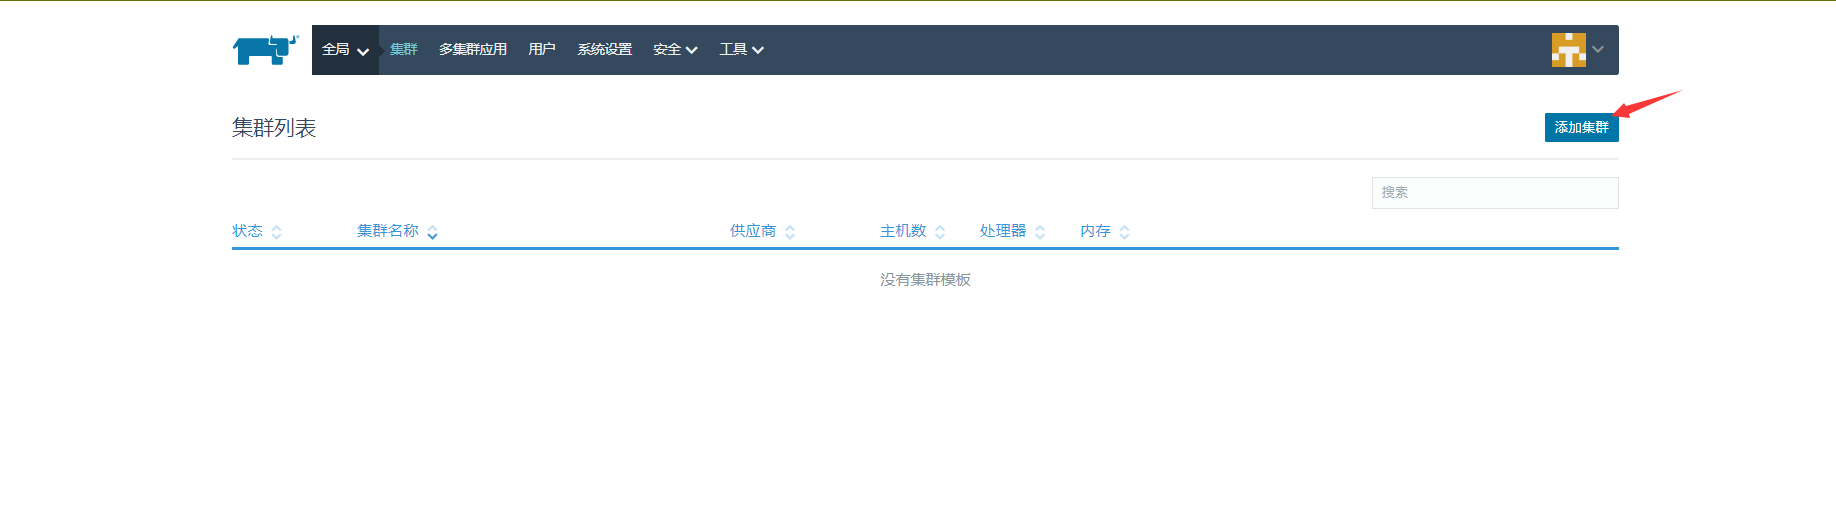 全局 集群 多集群应用 用户 系统设置 安全 工具
集群列表 添加集群
搜索
状态 集群名称 供应商 主机数 处理器 内存
没有集群模板